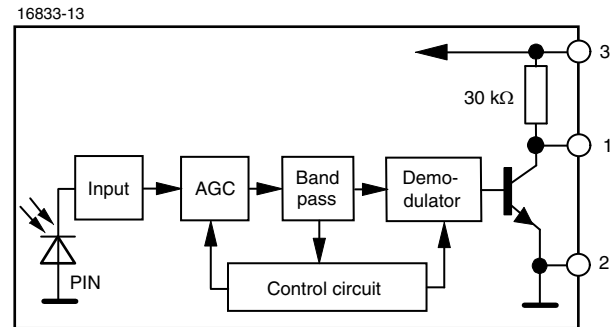 16833-13
3
30 kΩ
1
Input
AGC
Band
pass
Demo-
dulator
2
PIN
Control circuit